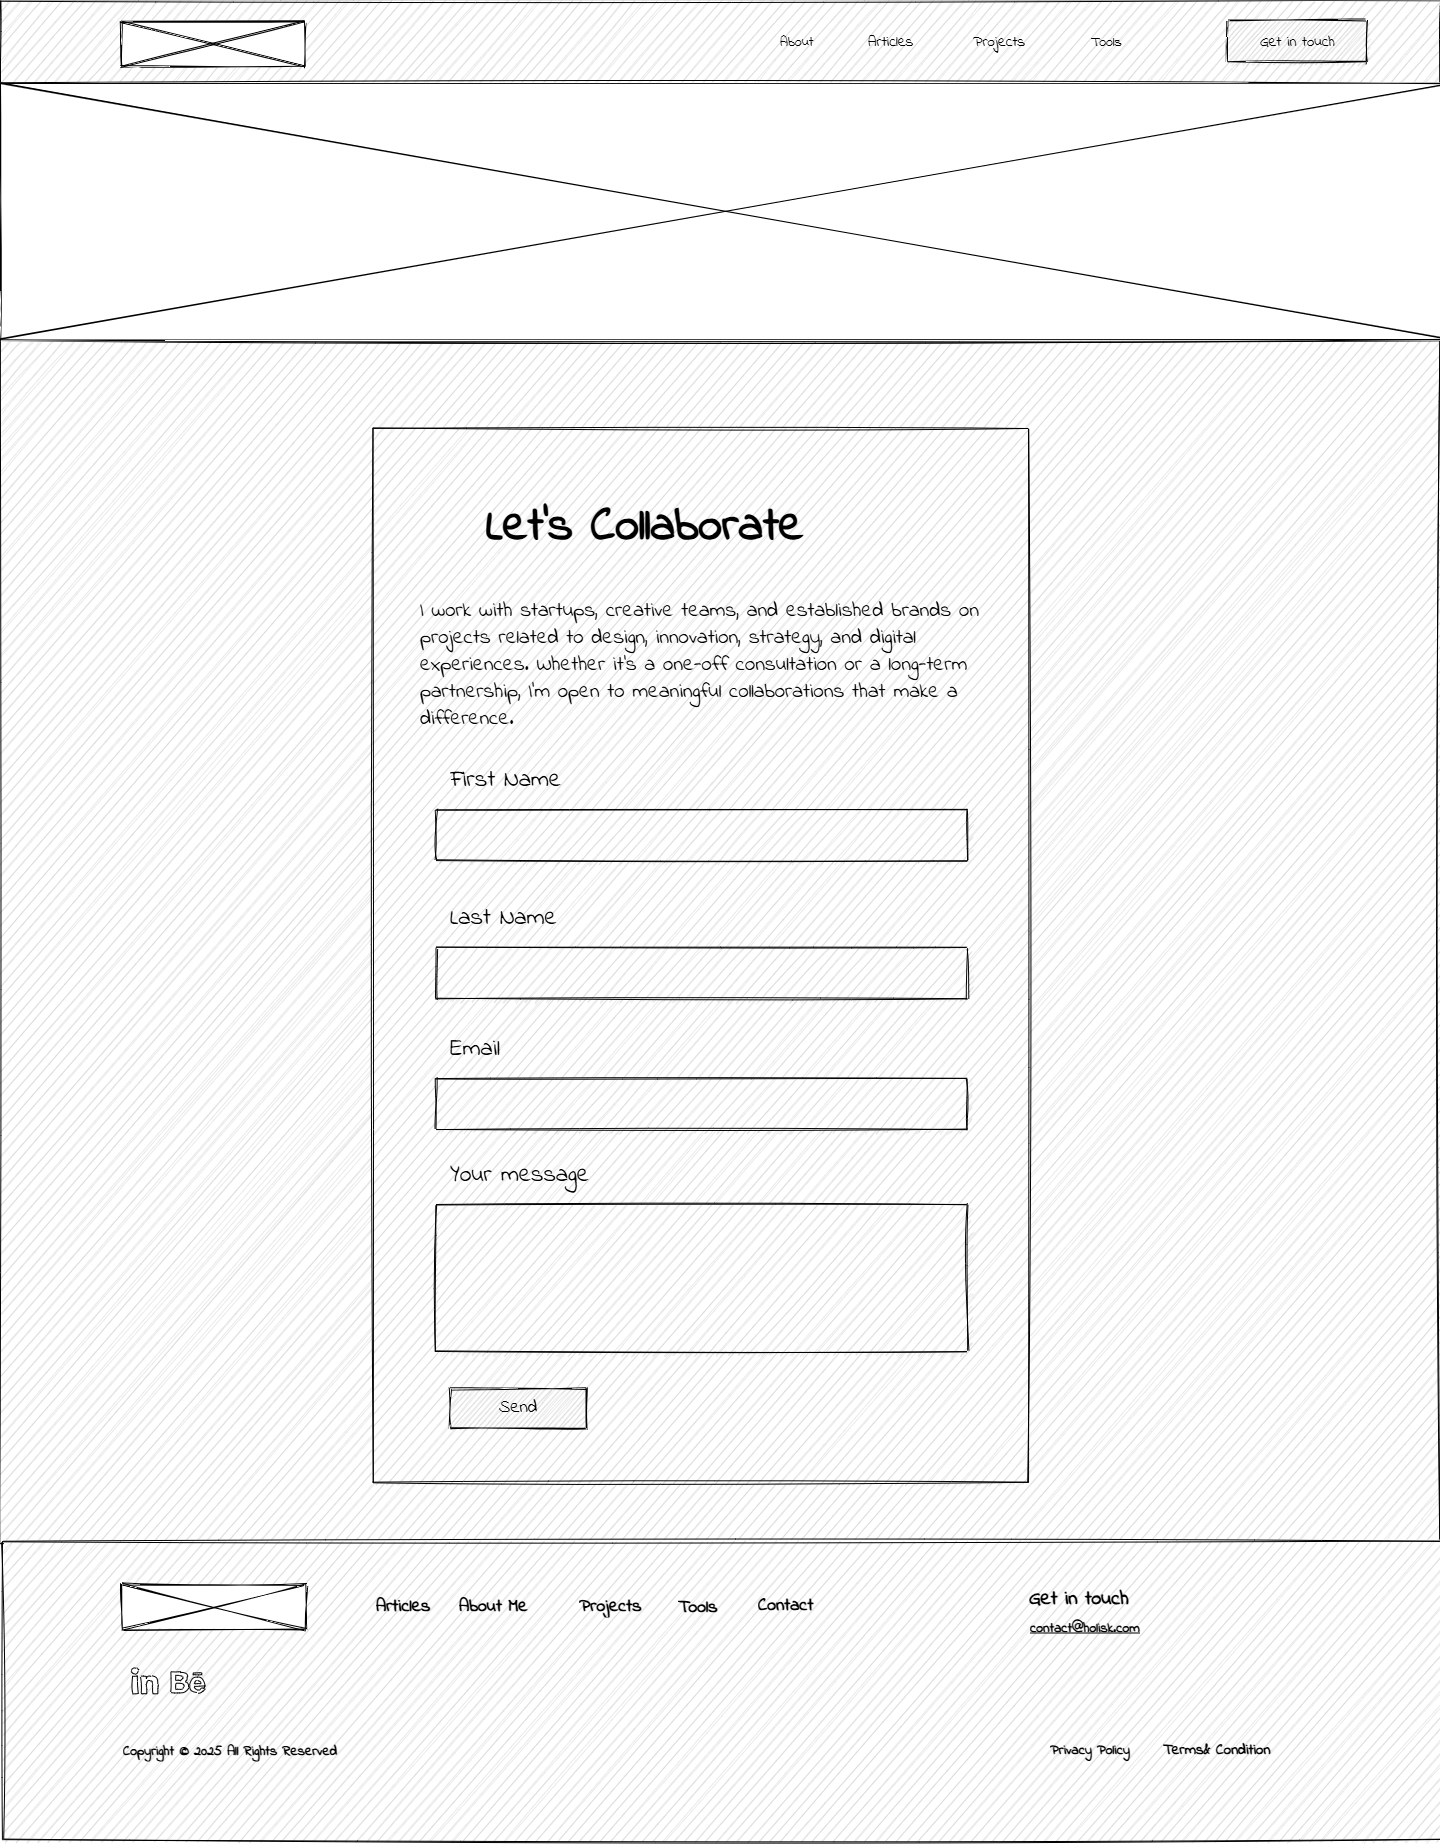 About Articles Projects Tools Get in touch
Let's Collaborate
I work with startups, creative teams, and established brands on
projects related to design, innovation, strategy, and digital
experiences. Whether it's a one-off consultation or a long-term
partnership, I'm open to meaningful collaborations that make a
difference.
First Name
Last Name
Email
Your message
Send
Articles About Me Projects Tools Contact
Get in touch
contact@holisk.com
in Bē
Copyright © 2025 All Rights Reserved
Privacy Policy Terms& Condition